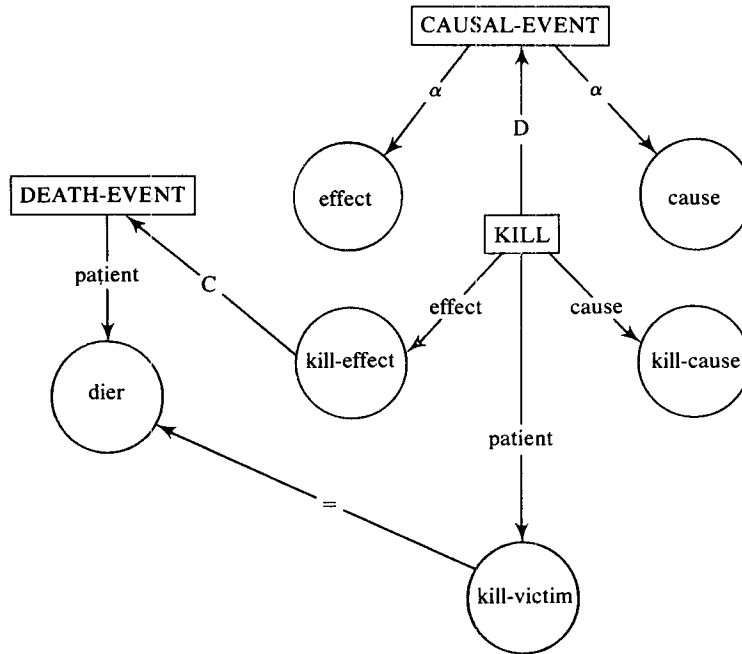 CAUSAL-EVENT
α
α
D
effect
cause
DEATH-EVENT
KILL
patient
C
effect
cause
kill-effect
kill-cause
dier
patient
=
kill-victim